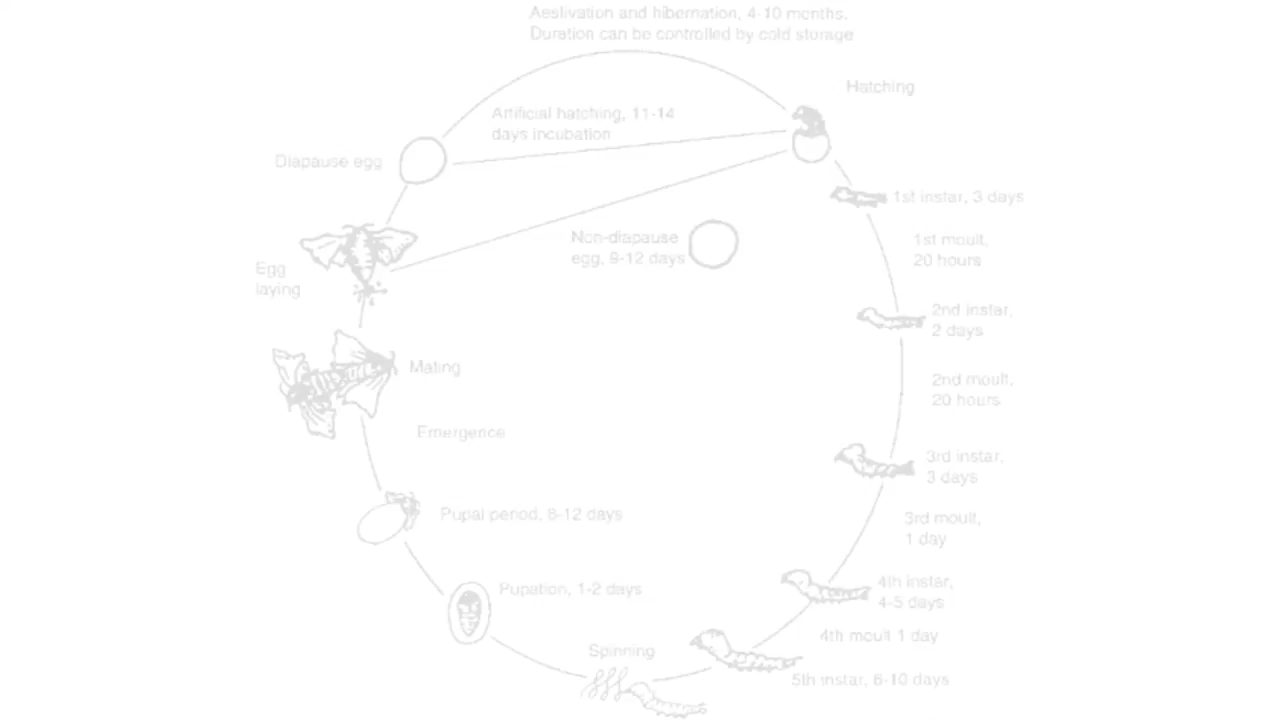 Aeslivation and hibernation, 4-10 months.
Duration can be controlled by cold storage
Hatching
Artificial hatching, 11-14
days incubation
Diapause egg
1st instar, 3 days
Non-diapause
egg, 9-12 days
1st moult,
20 hours
Egg
laying
2nd instar,
2 days
Mating
2nd moult,
20 hours
Emergence
3rd instar,
3 days
Pupal period, 8-12 days
3rd moult,
1 day
Pupation, 1-2 days
4th instar,
4-5 days
4th moult 1 day
Spinning
5th instar, 6-10 days